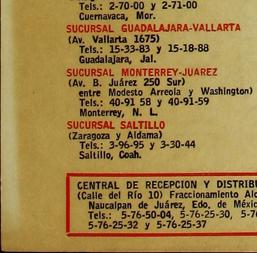 Tels.: 2-70-00 y 2-71-00
Cuernavaca, Mor.
SUCURSAL GUADALAJARA-VALLARTA
(Av. Vallarta 1675)
Tels.: 15-33-83 y 15-18-88
Guadalajara, Jal.
SUCURSAL MONTERREY-JUAREZ
(Av. B. Juárez 250 Sur)
entre Modesto Arreola y Washington)
Tels.: 40-91 58 y 40-91-59
Monterrey, N. L.
SUCURSAL SALTILLO
(Zaragoza y Aldama)
Tels.: 3-96-95 y 3-30-44
Saltillo, Coah.
CENTRAL DE RECEPCION Y DISTRIBU
(Calle del Río 10) Fraccionamiento Alc
Naucalpan de Juárez, Edo. de Méxic
Tels.: 5-76-50-04, 5-76-25-30, 5-76
5-76-25-32 y 5-76-25-37